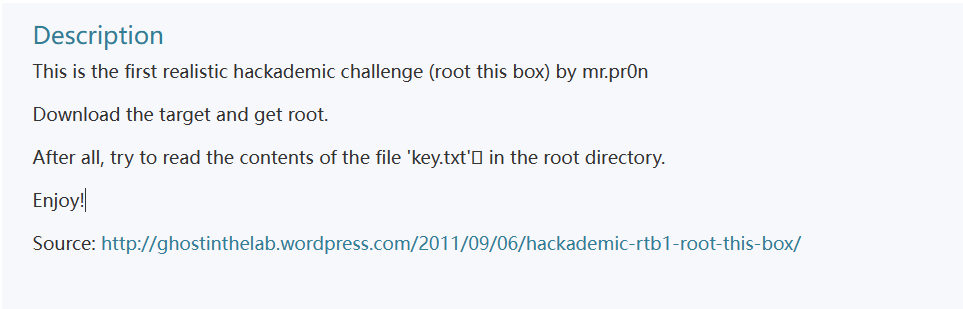 Description
This is the first realistic hackademic challenge (root this box) by mr.pr0n
Download the target and get root.
After all, try to read the contents of the file 'key.txt'▯ in the root directory.
Enjoy!
Source: http://ghostinthelab.wordpress.com/2011/09/06/hackademic-rtb1-root-this-box/